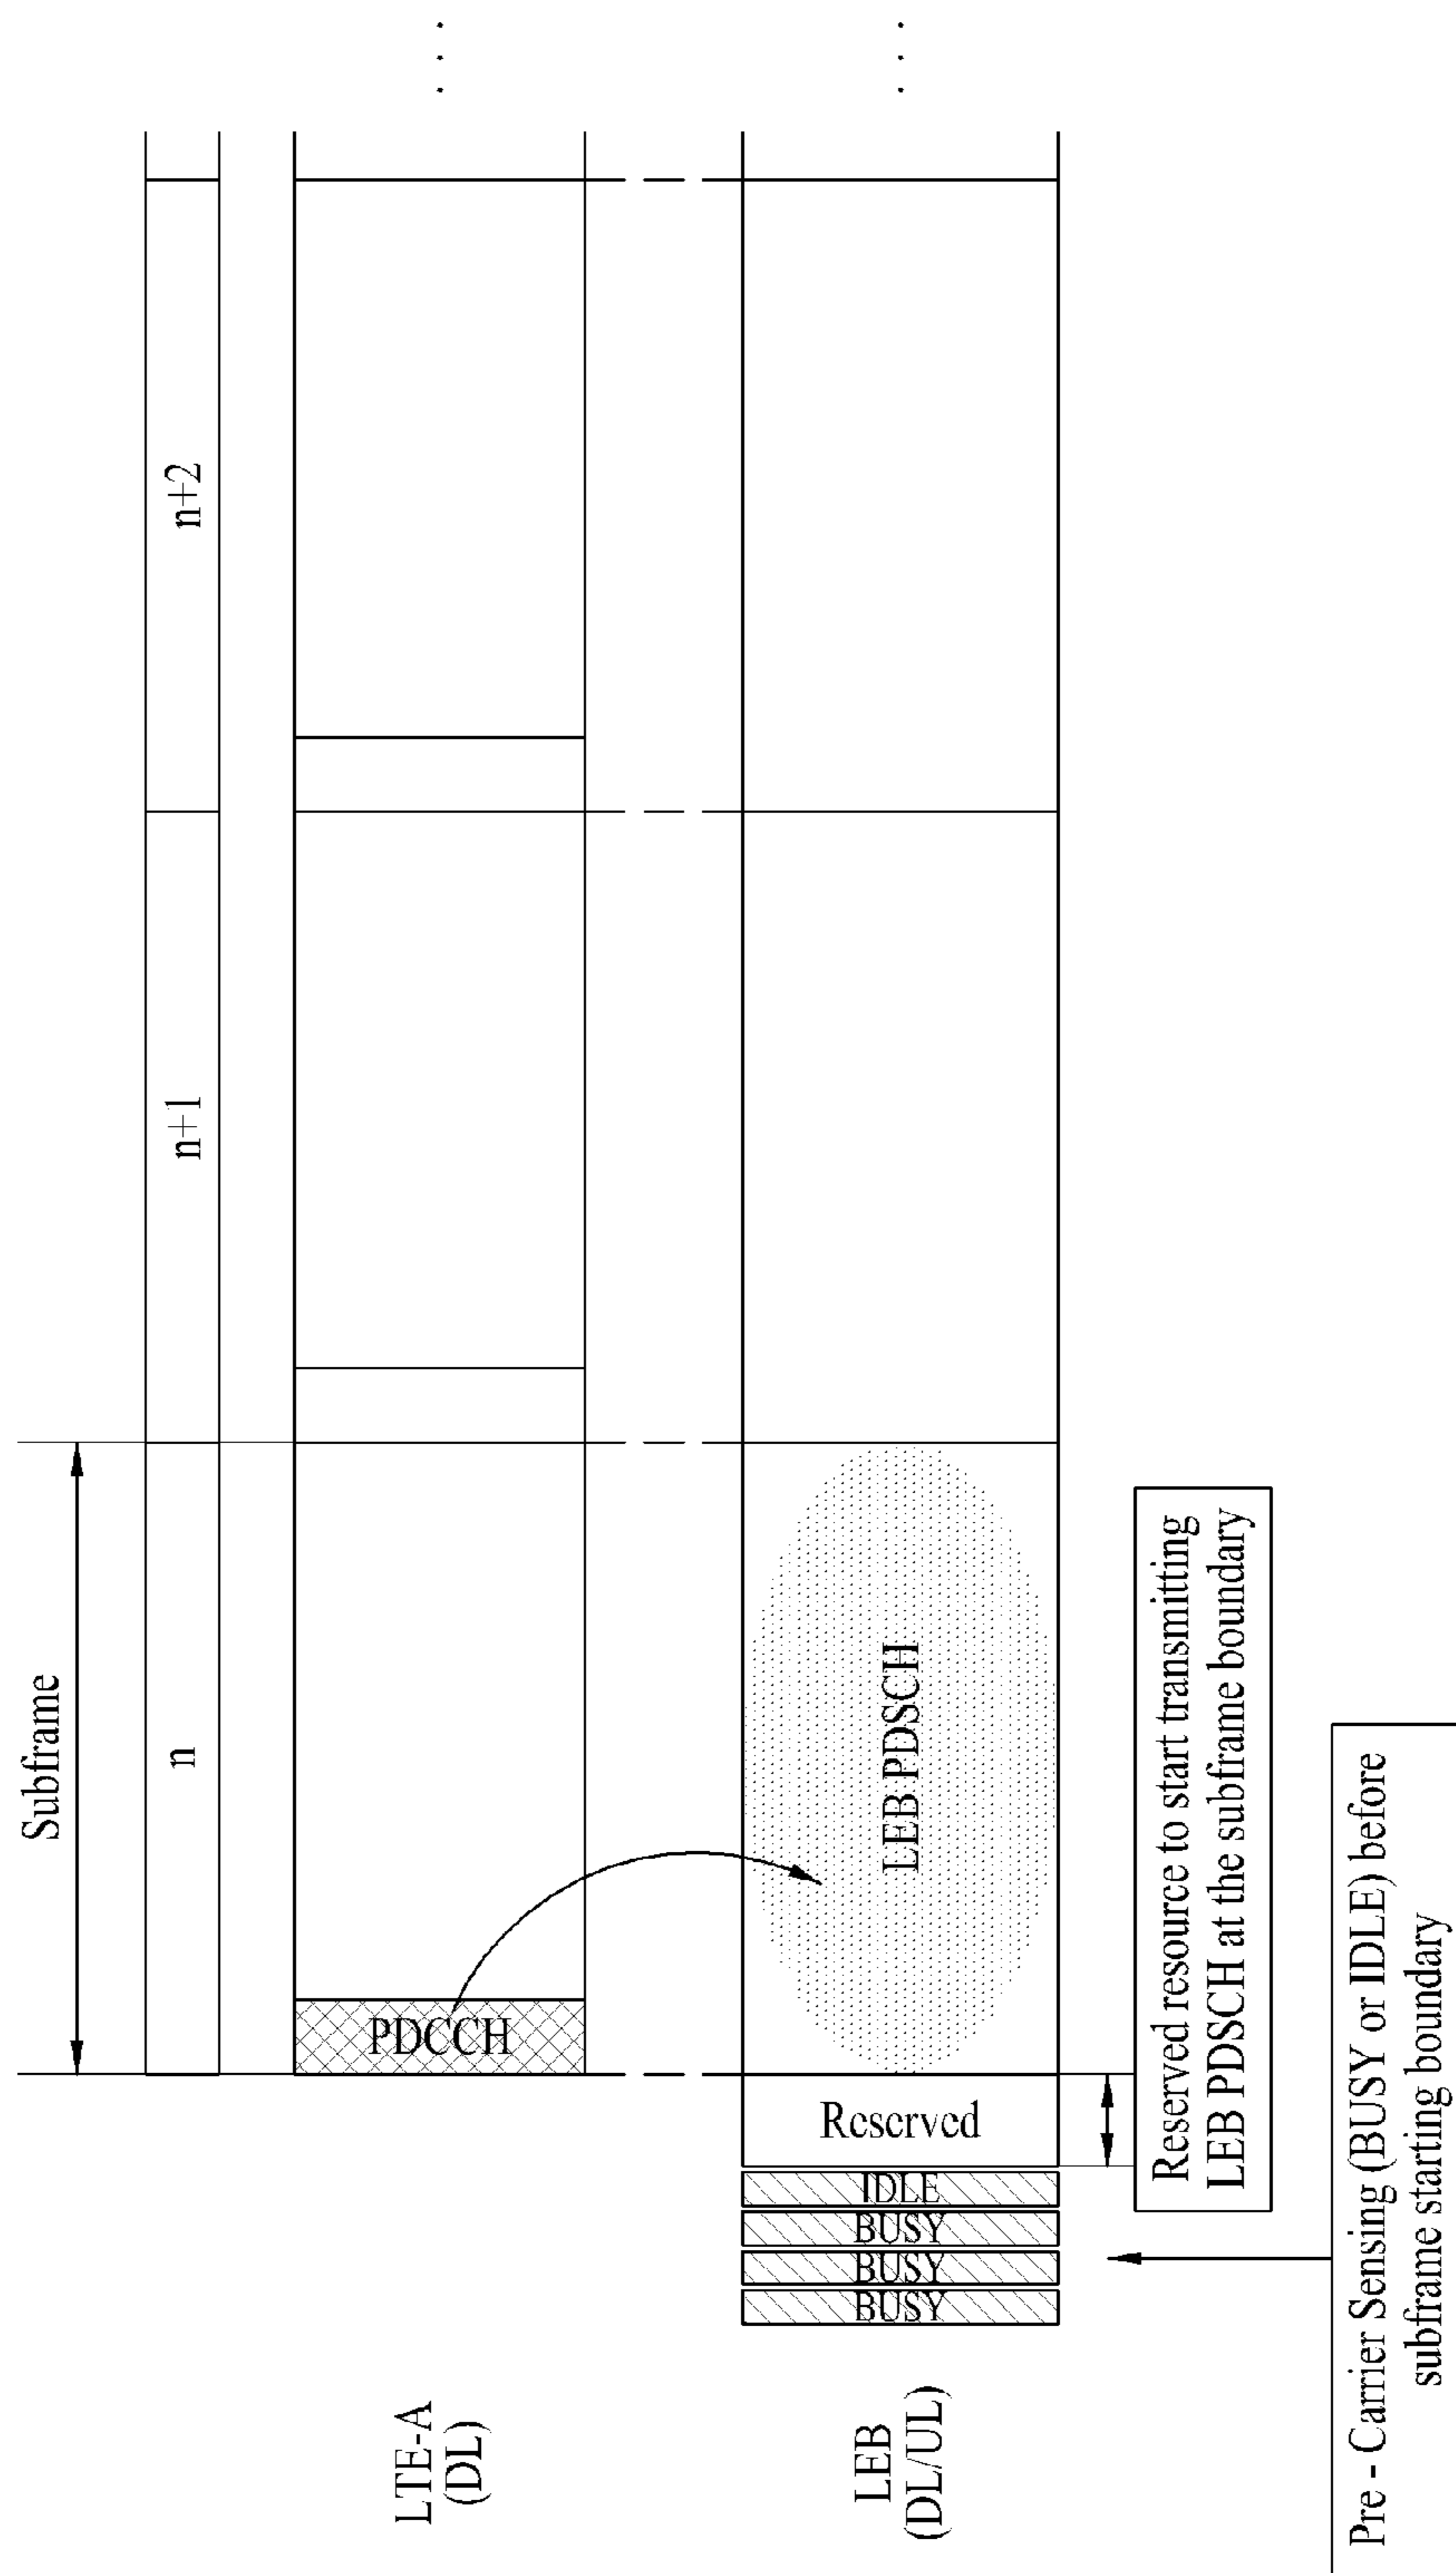 Subframe
n
n+1
n+2
LTE-A
(DL)
PDCCH
. . .
LEB
(DL/UL)
BUSY
BUSY
BUSY
IDLE
Reserved
LEB PDSCH
. . .
Reserved resource to start transmitting
LEB PDSCH at the subframe boundary
Pre - Carrier Sensing (BUSY or IDLE) before
subframe starting boundary